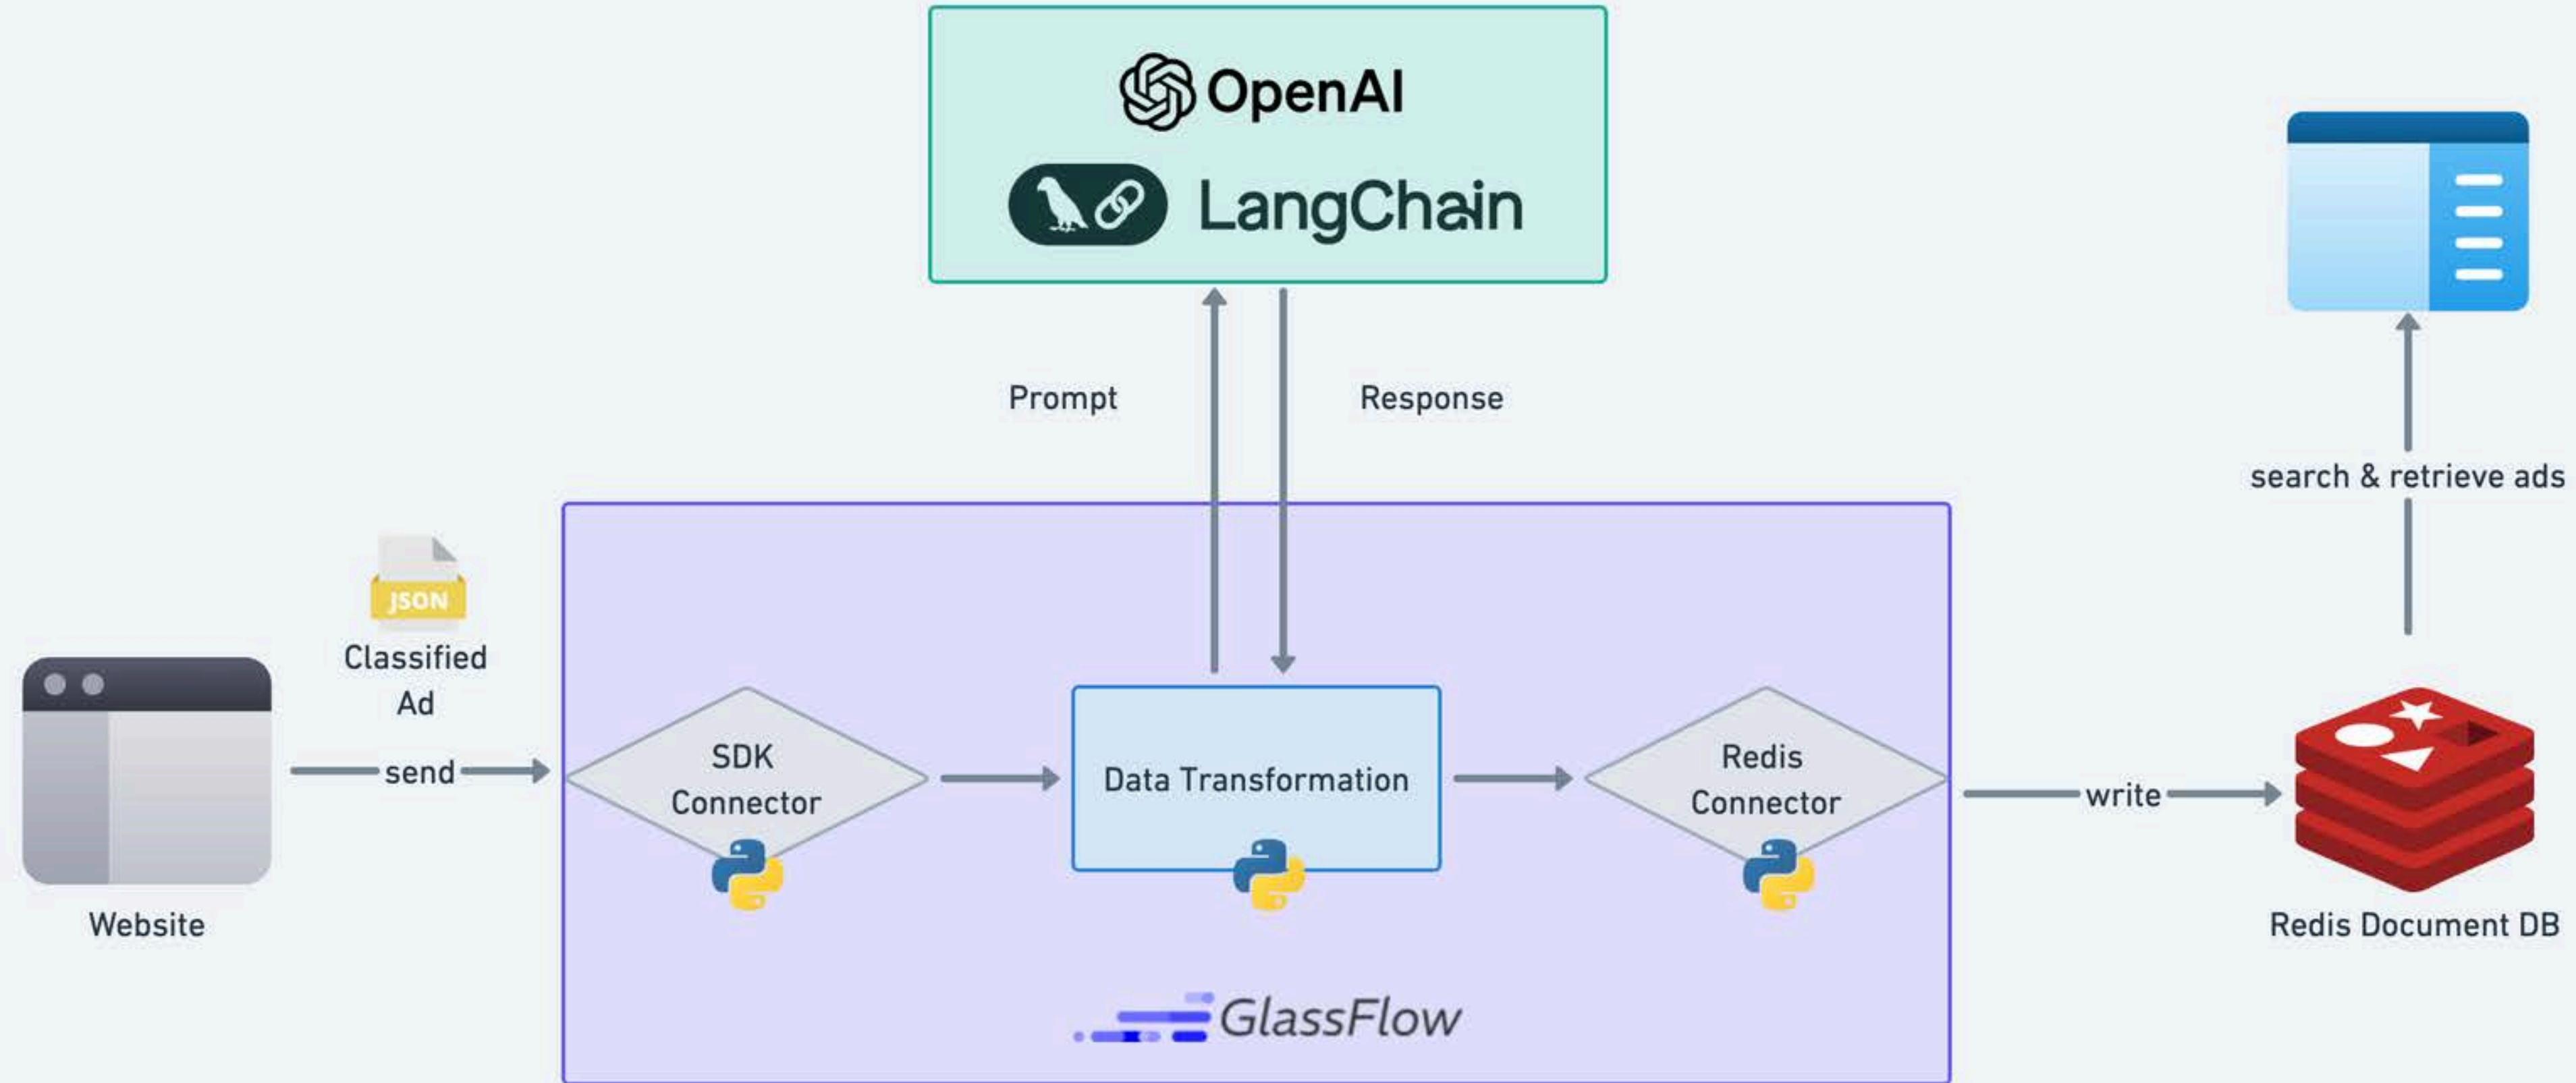 OpenAI
LangChain
Prompt
Response
search & retrieve ads
JSON
Classified
Ad
send
SDK
Connector
Data Transformation
Redis
Connector
write
Website
Redis Document DB
GlassFlow